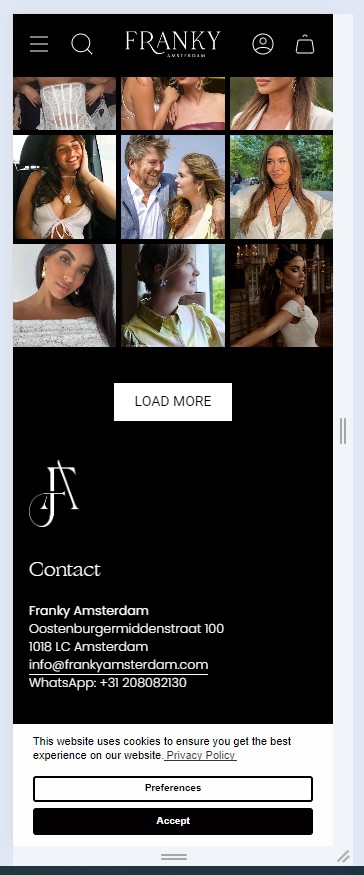 FRANKY
AMSTERDAM
LOAD MORE
FA
Contact
Franky Amsterdam
Oostenburgermiddenstraat 100
1018 LC Amsterdam
info@frankyamsterdam.com
WhatsApp: +31 208082130
This website uses cookies to ensure you get the best
experience on our website. Privacy Policy
Preferences
Accept